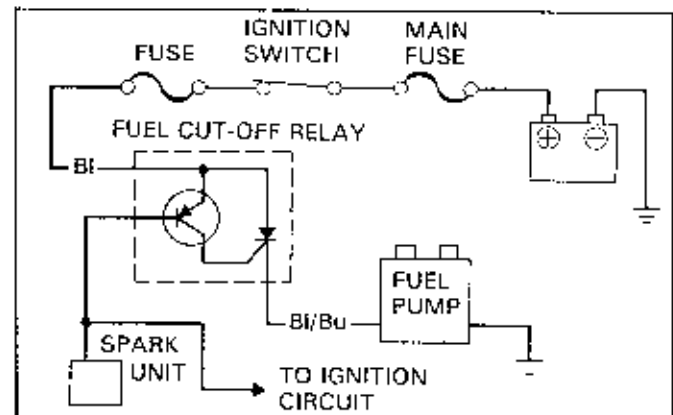 FUSE
IGNITION
SWITCH
MAIN
FUSE
FUEL CUT-OFF RELAY
Bl
FUEL
PUMP
Bl/Bu
SPARK
UNIT
TO IGNITION
CIRCUIT